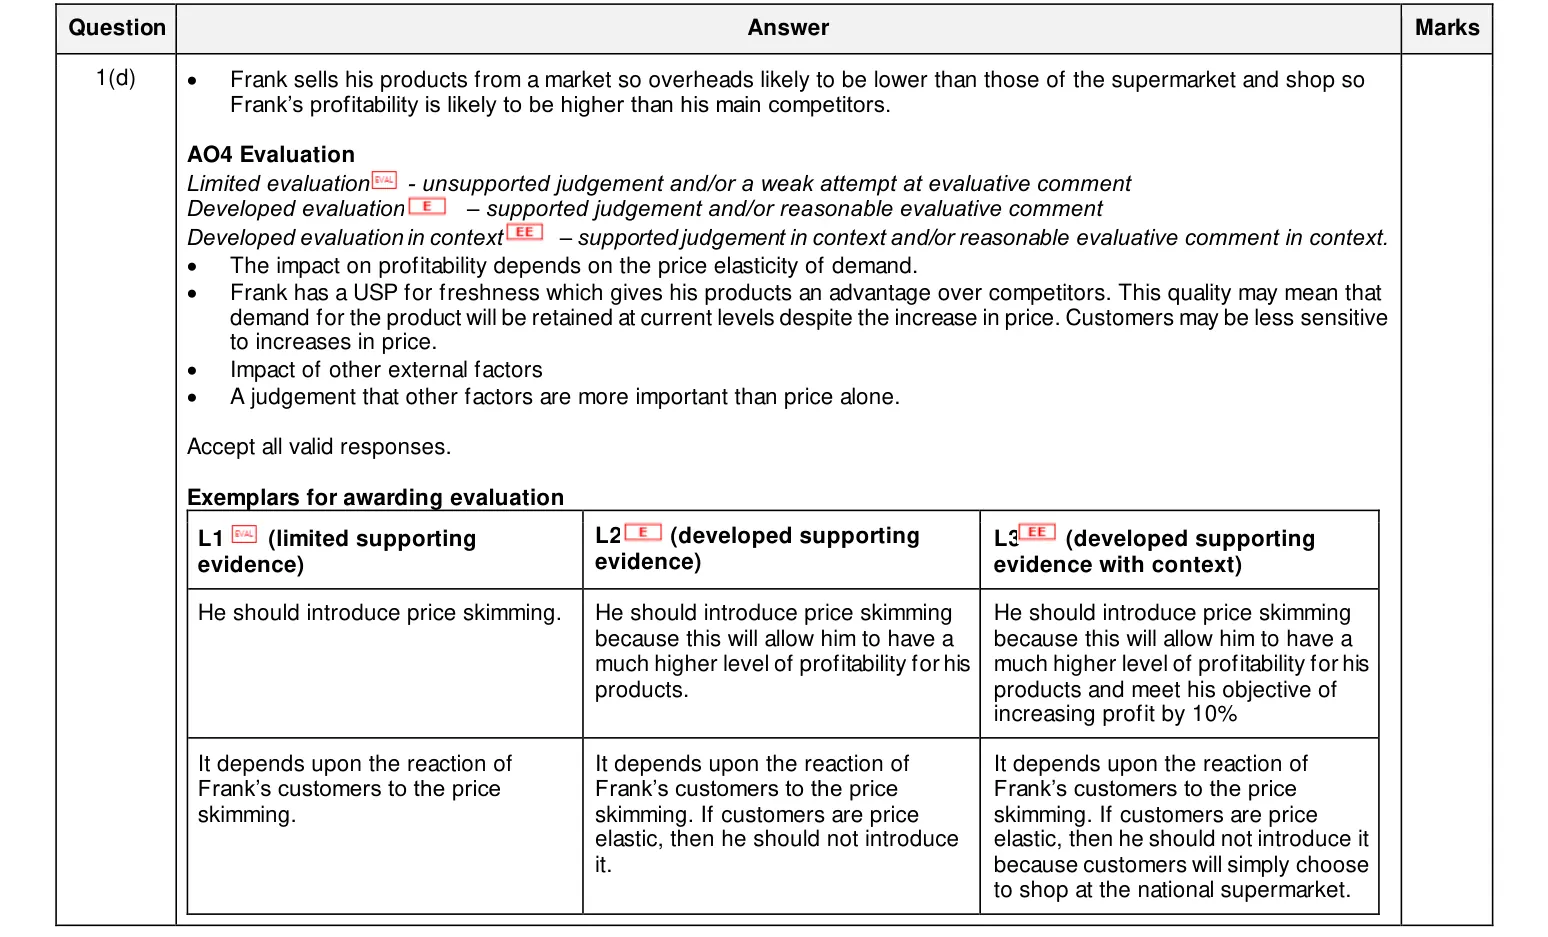 Question Answer Marks
1(d)
• Frank sells his products from a market so overheads likely to be lower than those of the supermarket and shop so
Frank's profitability is likely to be higher than his main competitors.
AO4 Evaluation
Limited evaluation EVAL - unsupported judgement and/or a weak attempt at evaluative comment
Developed evaluation E – supported judgement and/or reasonable evaluative comment
Developed evaluation in context EE – supported judgement in context and/or reasonable evaluative comment in context.
• The impact on profitability depends on the price elasticity of demand.
• Frank has a USP for freshness which gives his products an advantage over competitors. This quality may mean that
demand for the product will be retained at current levels despite the increase in price. Customers may be less sensitive
to increases in price.
• Impact of other external factors
• A judgement that other factors are more important than price alone.
Accept all valid responses.
Exemplars for awarding evaluation
L1 EVAL (limited supporting
evidence)
L2 E (developed supporting
evidence)
L3 EE (developed supporting
evidence with context)
He should introduce price skimming.
He should introduce price skimming
because this will allow him to have a
much higher level of profitability for his
products.
He should introduce price skimming
because this will allow him to have a
much higher level of profitability for his
products and meet his objective of
increasing profit by 10%
It depends upon the reaction of
Frank's customers to the price
skimming.
It depends upon the reaction of
Frank's customers to the price
skimming. If customers are price
elastic, then he should not introduce
it.
It depends upon the reaction of
Frank's customers to the price
skimming. If customers are price
elastic, then he should not introduce it
because customers will simply choose
to shop at the national supermarket.